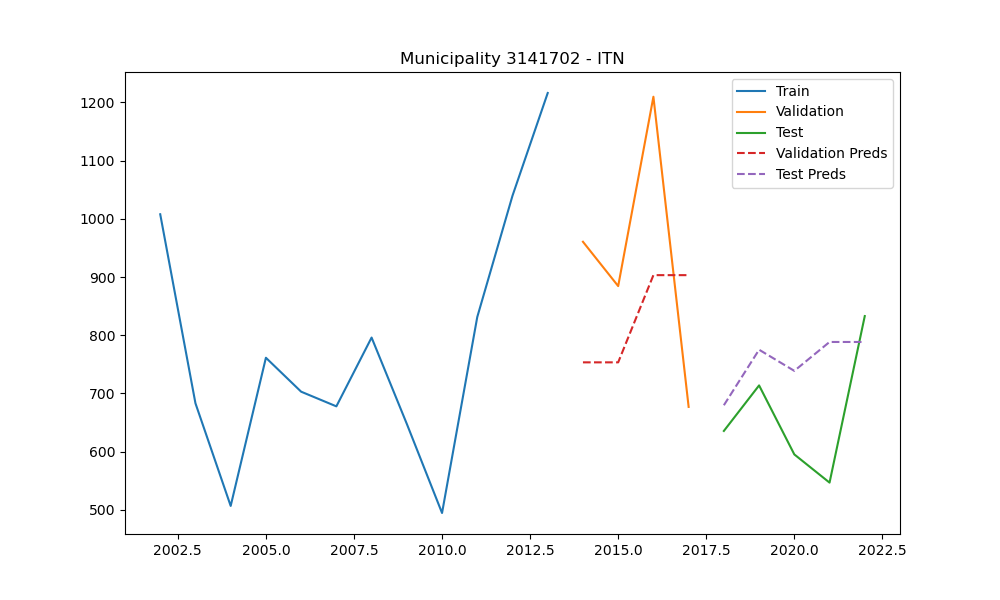 Municipality 3141702 - ITN
Train
Validation
Test
Validation Preds
Test Preds
1200
1100
1000
900
800
700
600
500
2002.5 2005.0 2007.5 2010.0 2012.5 2015.0 2017.5 2020.0 2022.5